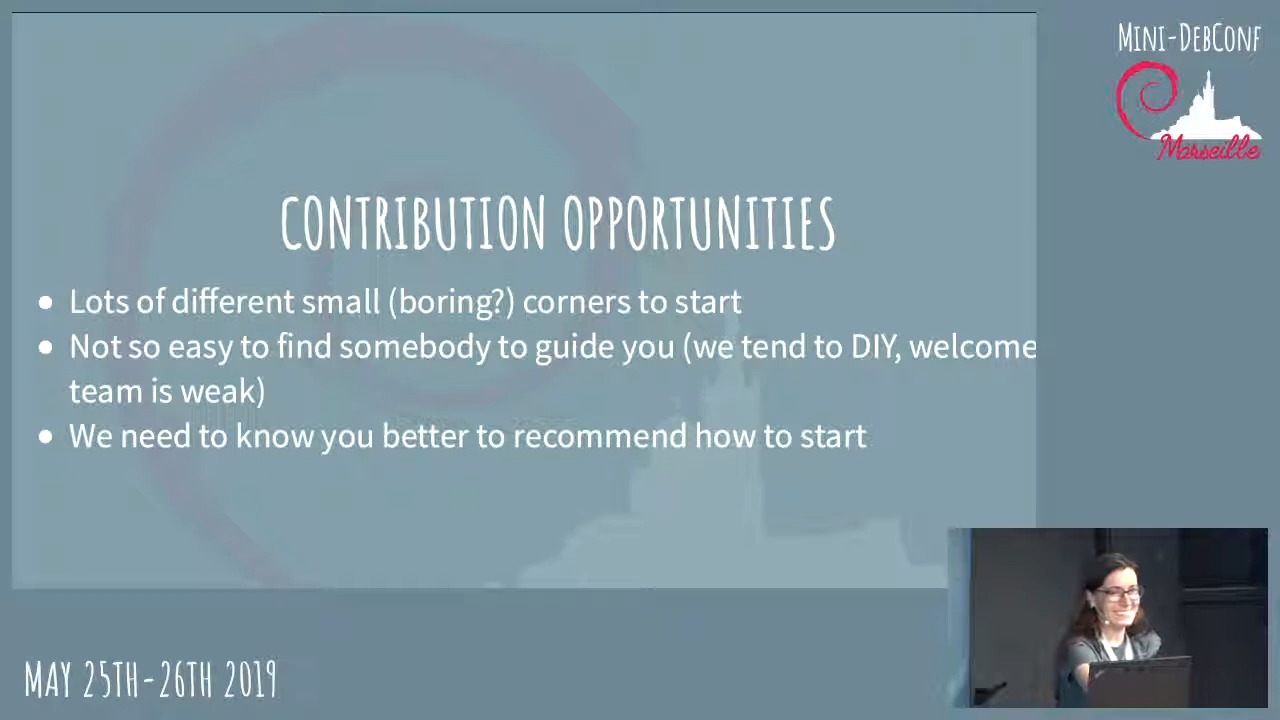 Mini-DebConf
Marseille
Contribution opportunities
Lots of different small (boring?) corners to start
Not so easy to find somebody to guide you (we tend to DIY, welcome
team is weak)
We need to know you better to recommend how to start
May 25th-26th 2019